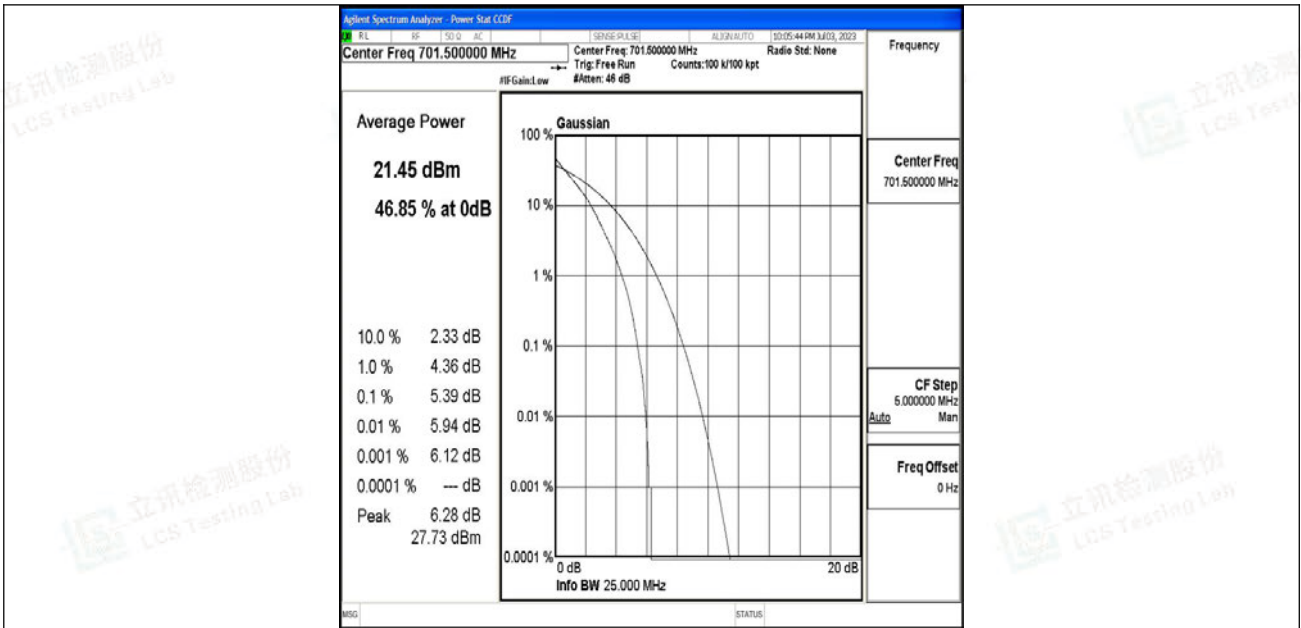 Agilent Spectrum Analyzer - Power Stat CCDF
RL RF 50 Ω AC SENSE:PULSE ALIGN AUTO 10:05:44 PM Jul 03, 2023
Center Freq 701.500000 MHz
Center Freq: 701.500000 MHz
Radio Std: None
Trig: Free Run Counts:100 k/100 kpt
#IFGain:Low #Atten: 46 dB
Frequency
Average Power
21.45 dBm
46.85 % at 0dB
10.0 % 2.33 dB
1.0 % 4.36 dB
0.1 % 5.39 dB
0.01 % 5.94 dB
0.001 % 6.12 dB
0.0001 % --- dB
Peak 6.28 dB
27.73 dBm
Gaussian
100 %
10 %
1 %
0.1 %
0.01 %
0.001 %
0.0001 %
0 dB 20 dB
Info BW 25.000 MHz
Center Freq
701.500000 MHz
CF Step
5.000000 MHz
Auto Man
Freq Offset
0 Hz
MSG STATUS
立讯检测股份
LCS Testing Lab
立讯检测
LCS Testi
立讯检测股份
LCS Testing Lab
立讯检测股份
LCS Testing Lab